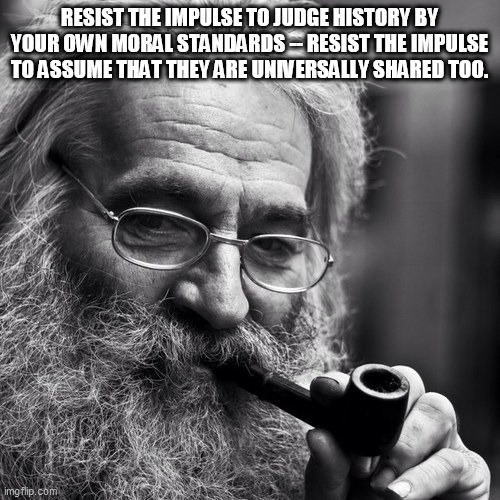 RESIST THE IMPULSE TO JUDGE HISTORY BY
YOUR OWN MORAL STANDARDS -- RESIST THE IMPULSE
TO ASSUME THAT THEY ARE UNIVERSALLY SHARED TOO.
imgflip.com